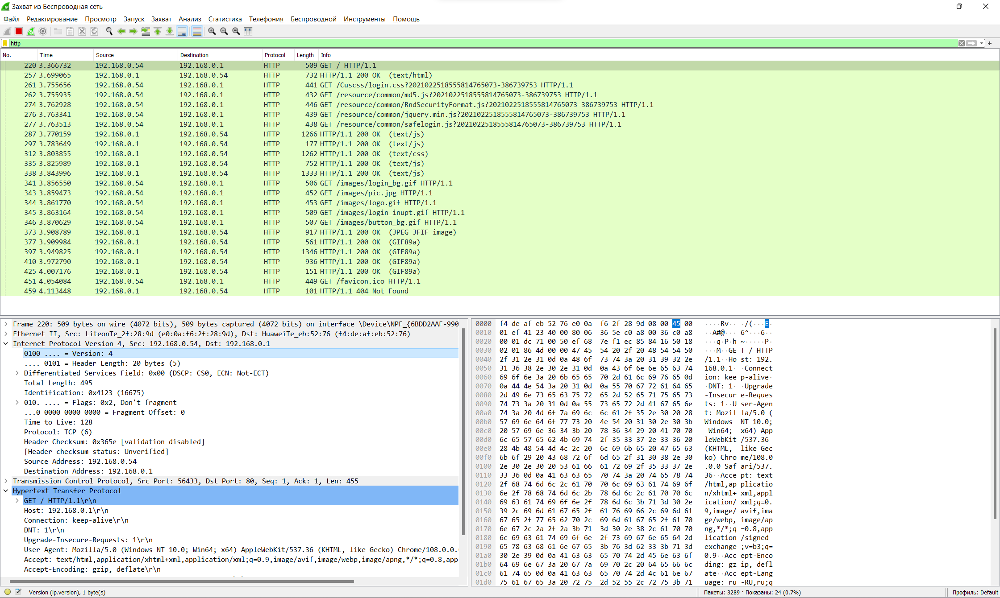 Захват из Беспроводная сеть
Файл Редактирование Просмотр Запуск Захват Анализ Статистика Телефония Беспроводной Инструменты Помощь
http
No. Time Source Destination Protocol Length Info
220 3.366732 192.168.0.54 192.168.0.1 HTTP 509 GET / HTTP/1.1
257 3.699065 192.168.0.1 192.168.0.54 HTTP 732 HTTP/1.1 200 OK (text/html)
261 3.755656 192.168.0.54 192.168.0.1 HTTP 441 GET /Cuscss/login.css?2021022518555814765073-386739753 HTTP/1.1
262 3.755935 192.168.0.54 192.168.0.1 HTTP 432 GET /resource/common/md5.js?2021022518555814765073-386739753 HTTP/1.1
274 3.762928 192.168.0.54 192.168.0.1 HTTP 446 GET /resource/common/RndSecurityFormat.js?2021022518555814765073-386739753 HTTP/1.1
276 3.763341 192.168.0.54 192.168.0.1 HTTP 439 GET /resource/common/jquery.min.js?2021022518555814765073-386739753 HTTP/1.1
277 3.763513 192.168.0.54 192.168.0.1 HTTP 438 GET /resource/common/safelogin.js?2021022518555814765073-386739753 HTTP/1.1
287 3.770159 192.168.0.1 192.168.0.54 HTTP 1266 HTTP/1.1 200 OK (text/js)
297 3.783649 192.168.0.1 192.168.0.54 HTTP 177 HTTP/1.1 200 OK (text/js)
312 3.803855 192.168.0.1 192.168.0.54 HTTP 1262 HTTP/1.1 200 OK (text/css)
335 3.825989 192.168.0.1 192.168.0.54 HTTP 752 HTTP/1.1 200 OK (text/js)
338 3.843996 192.168.0.1 192.168.0.54 HTTP 1333 HTTP/1.1 200 OK (text/js)
341 3.856550 192.168.0.54 192.168.0.1 HTTP 506 GET /images/login_bg.gif HTTP/1.1
343 3.859473 192.168.0.54 192.168.0.1 HTTP 452 GET /images/pic.jpg HTTP/1.1
344 3.861770 192.168.0.54 192.168.0.1 HTTP 453 GET /images/logo.gif HTTP/1.1
345 3.863164 192.168.0.54 192.168.0.1 HTTP 509 GET /images/login_inupt.gif HTTP/1.1
346 3.870629 192.168.0.54 192.168.0.1 HTTP 507 GET /images/button_bg.gif HTTP/1.1
373 3.908789 192.168.0.1 192.168.0.54 HTTP 917 HTTP/1.1 200 OK (JPEG JFIF image)
377 3.909984 192.168.0.1 192.168.0.54 HTTP 561 HTTP/1.1 200 OK (GIF89a)
397 3.949825 192.168.0.1 192.168.0.54 HTTP 1346 HTTP/1.1 200 OK (GIF89a)
410 3.972790 192.168.0.1 192.168.0.54 HTTP 936 HTTP/1.1 200 OK (GIF89a)
425 4.007176 192.168.0.1 192.168.0.54 HTTP 151 HTTP/1.1 200 OK (GIF89a)
451 4.054084 192.168.0.54 192.168.0.1 HTTP 449 GET /favicon.ico HTTP/1.1
459 4.113448 192.168.0.1 192.168.0.54 HTTP 101 HTTP/1.1 404 Not Found
Frame 220: 509 bytes on wire (4072 bits), 509 bytes captured (4072 bits) on interface \Device\NPF_{6BDD2AAF-990
Ethernet II, Src: LiteonTe_2f:28:9d (e0:0a:f6:2f:28:9d), Dst: HuaweiTe_eb:52:76 (f4:de:af:eb:52:76)
Internet Protocol Version 4, Src: 192.168.0.54, Dst: 192.168.0.1
0100 .... = Version: 4
.... 0101 = Header Length: 20 bytes (5)
Differentiated Services Field: 0x00 (DSCP: CS0, ECN: Not-ECT)
Total Length: 495
Identification: 0x4123 (16675)
010. .... = Flags: 0x2, Don't fragment
...0 0000 0000 0000 = Fragment Offset: 0
Time to Live: 128
Protocol: TCP (6)
Header Checksum: 0x365e [validation disabled]
[Header checksum status: Unverified]
Source Address: 192.168.0.54
Destination Address: 192.168.0.1
Transmission Control Protocol, Src Port: 56433, Dst Port: 80, Seq: 1, Ack: 1, Len: 455
Hypertext Transfer Protocol
GET / HTTP/1.1\r\n
Host: 192.168.0.1\r\n
Connection: keep-alive\r\n
DNT: 1\r\n
Upgrade-Insecure-Requests: 1\r\n
User-Agent: Mozilla/5.0 (Windows NT 10.0; Win64; x64) AppleWebKit/537.36 (KHTML, like Gecko) Chrome/108.0.0.
Accept: text/html,application/xhtml+xml,application/xml;q=0.9,image/avif,image/webp,image/apng,*/*;q=0.8,app
Accept-Encoding: gzip, deflate\r\n
0000 f4 de af eb 52 76 e0 0a f6 2f 28 9d 08 00 45 00 ····Rv·· ·/(···E·
0010 01 ef 41 23 40 00 80 06 36 5e c0 a8 00 36 c0 a8 ··A#@··· 6^···6··
0020 00 01 dc 71 00 50 ef 68 7e f1 ec 85 84 16 50 18 ···q·P·h ~·····P·
0030 02 01 86 4d 00 00 47 45 54 20 2f 20 48 54 54 50 ···M··GE T / HTTP
0040 2f 31 2e 31 0d 0a 48 6f 73 74 3a 20 31 39 32 2e /1.1··Ho st: 192.
0050 31 36 38 2e 30 2e 31 0d 0a 43 6f 6e 6e 65 63 74 168.0.1· ·Connect
0060 69 6f 6e 3a 20 6b 65 65 70 2d 61 6c 69 76 65 0d ion: kee p-alive·
0070 0a 44 4e 54 3a 20 31 0d 0a 55 70 67 72 61 64 65 ·DNT: 1· ·Upgrade
0080 2d 49 6e 73 65 63 75 72 65 2d 52 65 71 75 65 73 -Insecur e-Reques
0090 74 73 3a 20 31 0d 0a 55 73 65 72 2d 41 67 65 6e ts: 1··U ser-Agen
00a0 74 3a 20 4d 6f 7a 69 6c 6c 61 2f 35 2e 30 20 28 t: Mozil la/5.0 (
00b0 57 69 6e 64 6f 77 73 20 4e 54 20 31 30 2e 30 3b Windows NT 10.0;
00c0 20 57 69 6e 36 34 3b 20 78 36 34 29 20 41 70 70 Win64; x64) App
00d0 6c 65 57 65 62 4b 69 74 2f 35 33 37 2e 33 36 20 leWebKit /537.36
00e0 28 4b 48 54 4d 4c 2c 20 6c 69 6b 65 20 47 65 63 (KHTML, like Gec
00f0 6b 6f 29 20 43 68 72 6f 6d 65 2f 31 30 38 2e 30 ko) Chro me/108.0
0100 2e 30 2e 30 20 53 61 66 61 72 69 2f 35 33 37 2e .0.0 Saf ari/537.
0110 33 36 0d 0a 41 63 63 65 70 74 3a 20 74 65 78 74 36··Acce pt: text
0120 2f 68 74 6d 6c 2c 61 70 70 6c 69 63 61 74 69 6f /html,ap plicatio
0130 6e 2f 78 68 74 6d 6c 2b 78 6d 6c 2c 61 70 70 6c n/xhtml+ xml,appl
0140 69 63 61 74 69 6f 6e 2f 78 6d 6c 3b 71 3d 30 2e ication/ xml;q=0.
0150 39 2c 69 6d 61 67 65 2f 61 76 69 66 2c 69 6d 61 9,image/ avif,ima
0160 67 65 2f 77 65 62 70 2c 69 6d 61 67 65 2f 61 70 ge/webp, image/ap
0170 6e 67 2c 2a 2f 2a 3b 71 3d 30 2e 38 2c 61 70 70 ng,*/*;q =0.8,app
0180 6c 69 63 61 74 69 6f 6e 2f 73 69 67 6e 65 64 2d lication /signed-
0190 65 78 63 68 61 6e 67 65 3b 76 3d 62 33 3b 71 3d exchange ;v=b3;q=
01a0 30 2e 39 0d 0a 41 63 63 65 70 74 2d 45 6e 63 6f 0.9··Acc ept-Enco
01b0 64 69 6e 67 3a 20 67 7a 69 70 2c 20 64 65 66 6c ding: gz ip, defl
01c0 61 74 65 0d 0a 41 63 63 65 70 74 2d 4c 61 6e 67 ate··Acc ept-Lang
01d0 75 61 67 65 3a 20 72 75 2d 52 55 2c 72 75 3b 71 uage: ru -RU,ru;q
Version (ip.version), 1 byte(s) Пакеты: 3289 · Показаны: 24 (0.7%) Профиль: Default